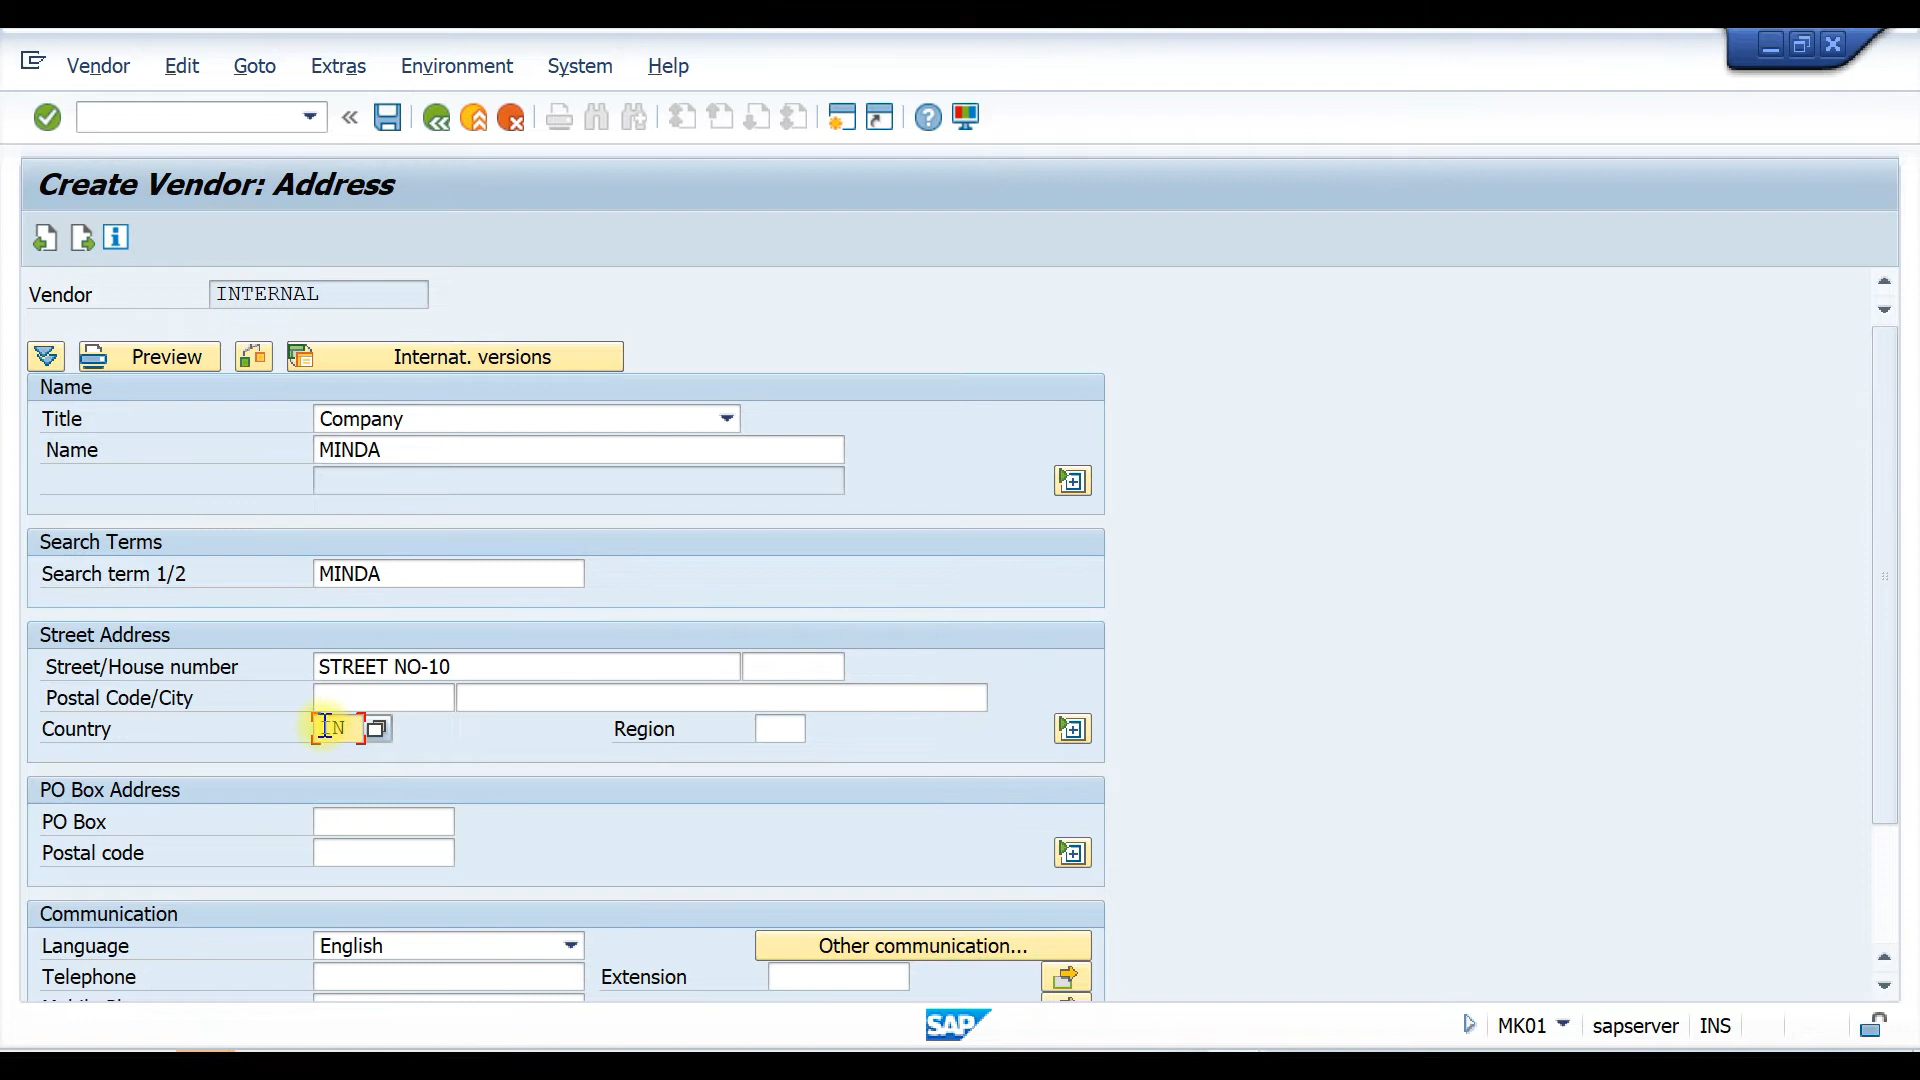 Vendor Edit Goto Extras Environment System Help
Create Vendor: Address
Vendor INTERNAL
Preview Internat. versions
Name
Title Company
Name MINDA
Search Terms
Search term 1/2 MINDA
Street Address
Street/House number STREET NO-10
Postal Code/City
Country IN Region
PO Box Address
PO Box
Postal code
Communication
Language English Other communication...
Telephone Extension
SAP MK01 sapserver INS